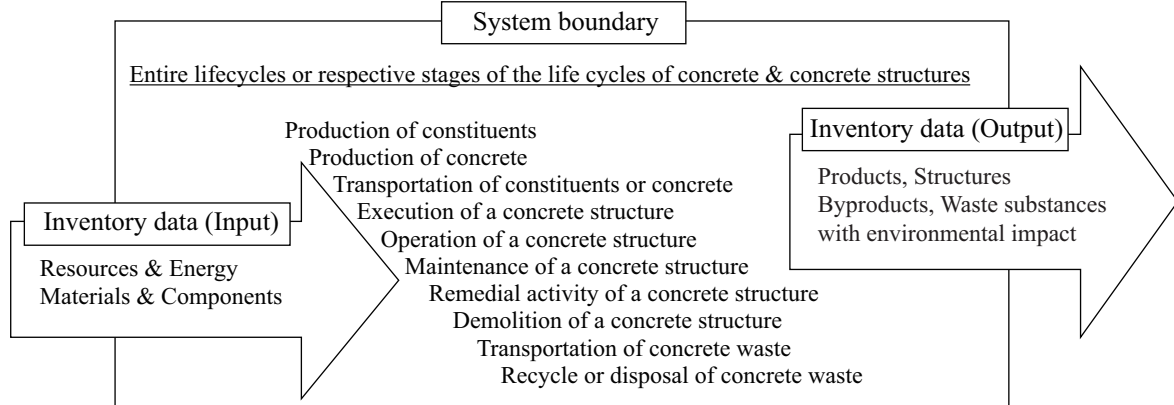 System boundary
Entire lifecycles or respective stages of the life cycles of concrete & concrete structures
Inventory data (Input)
Resources & Energy
Materials & Components
Production of constituents
Production of concrete
Transportation of constituents or concrete
Execution of a concrete structure
Operation of a concrete structure
Maintenance of a concrete structure
Remedial activity of a concrete structure
Demolition of a concrete structure
Transportation of concrete waste
Recycle or disposal of concrete waste
Inventory data (Output)
Products, Structures
Byproducts, Waste substances
with environmental impact